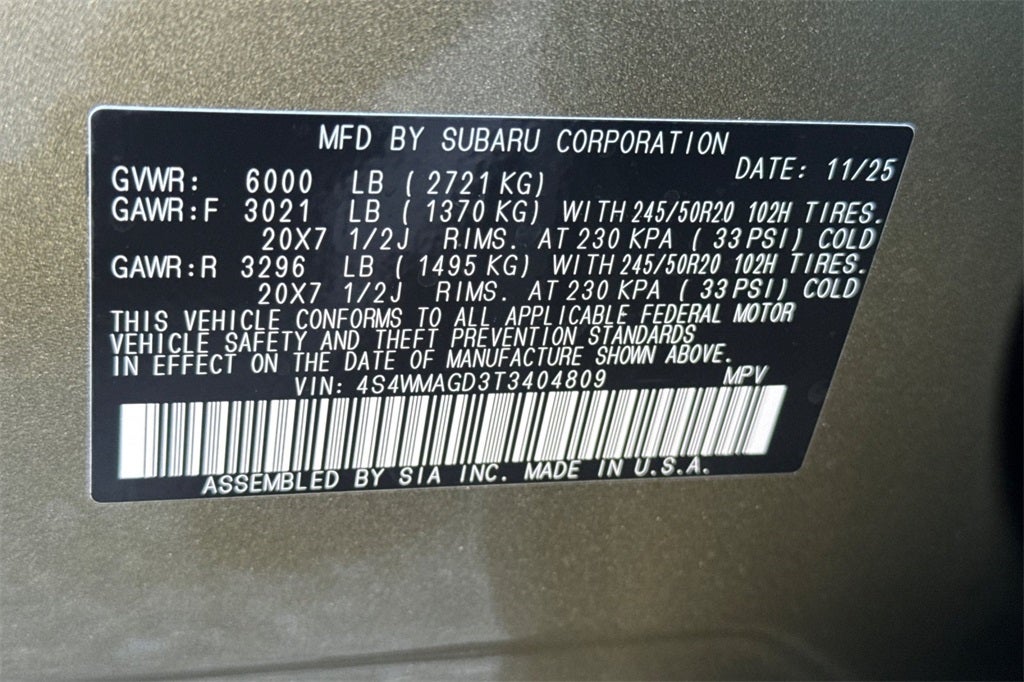 MFD BY SUBARU CORPORATION
DATE: 11/25
GVWR: 6000 LB ( 2721 KG)
GAWR:F 3021 LB ( 1370 KG) WITH 245/50R20 102H TIRES.
20X7 1/2J RIMS. AT 230 KPA ( 33 PSI) COLD
GAWR:R 3296 LB ( 1495 KG) WITH 245/50R20 102H TIRES.
20X7 1/2J RIMS. AT 230 KPA ( 33 PSI) COLD
THIS VEHICLE CONFORMS TO ALL APPLICABLE FEDERAL MOTOR
VEHICLE SAFETY AND THEFT PREVENTION STANDARDS
IN EFFECT ON THE DATE OF MANUFACTURE SHOWN ABOVE.
VIN: 4S4WMAGD3T3404809 MPV
ASSEMBLED BY SIA INC. MADE IN U.S.A.